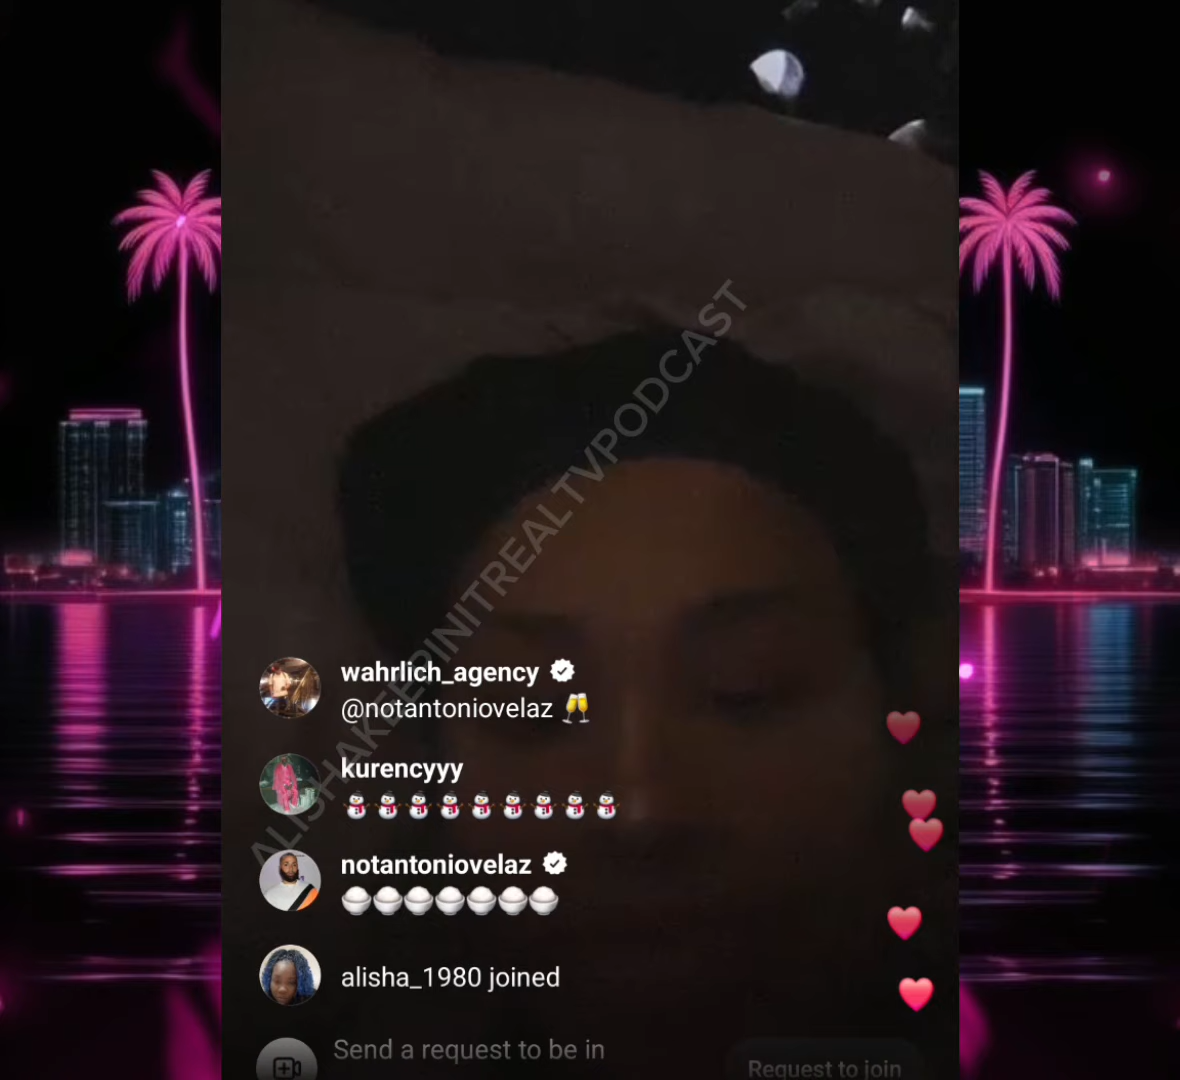 ALISHAKEEPINITREALTVPODCAST
wahrlich_agency
@notantoniovelaz 🥂
kurencyyy
⛄⛄⛄⛄⛄⛄⛄⛄⛄
notantoniovelaz
🍚🍚🍚🍚🍚🍚🍚
alisha_1980 joined
Send a request to be in
Request to join